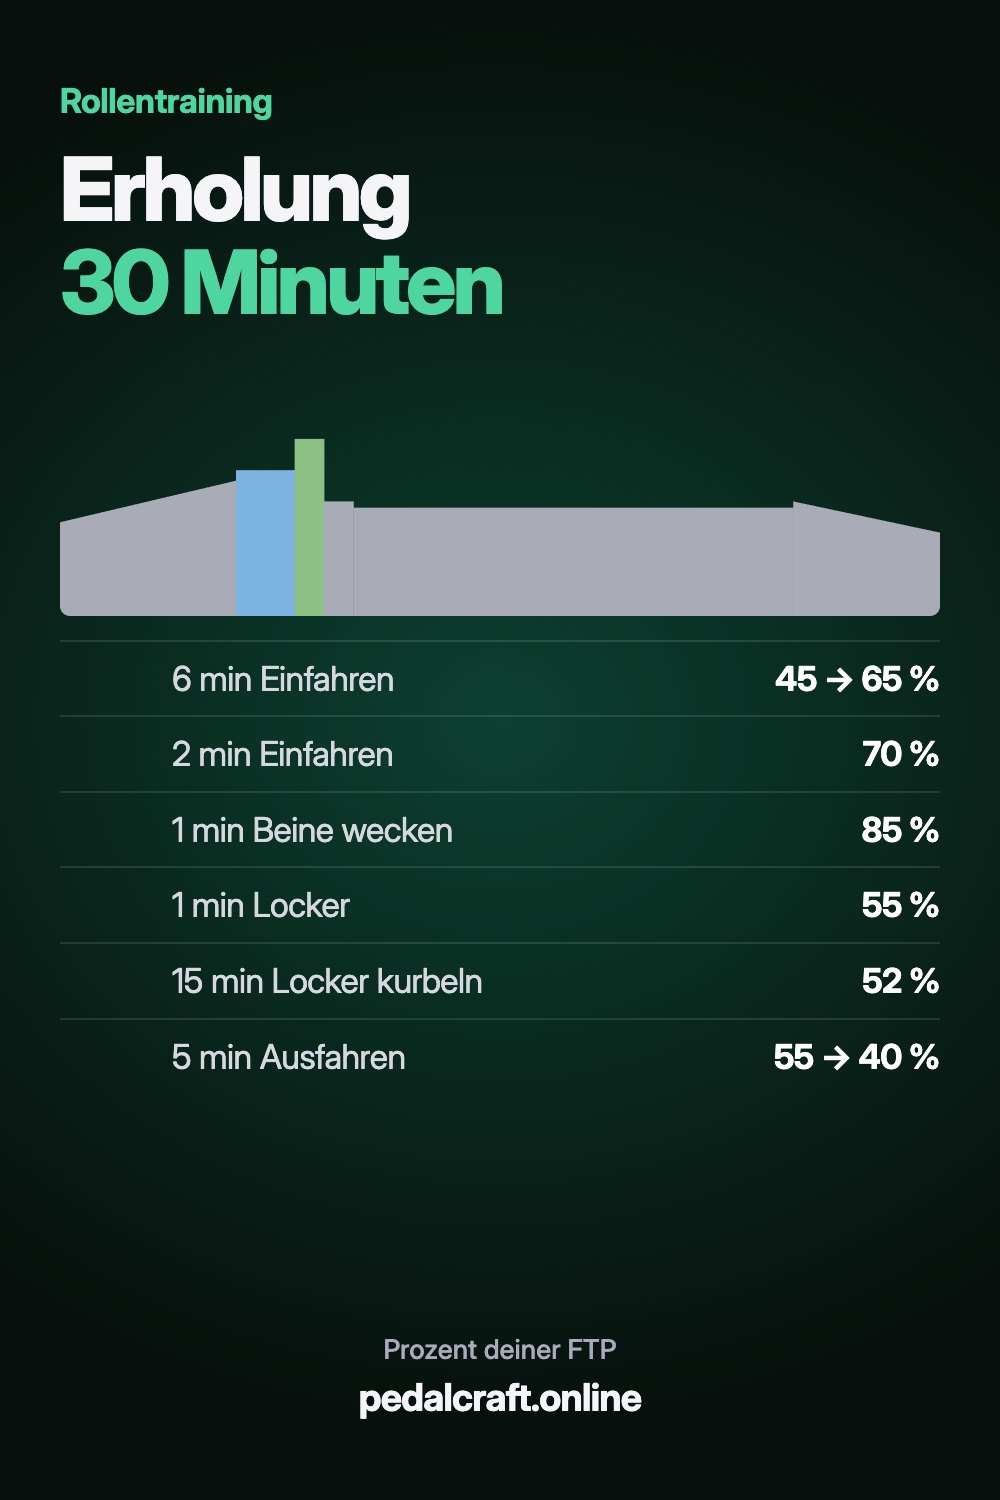 Rollentraining
Erholung
30 Minuten
6 min Einfahren 45 → 65 %
2 min Einfahren 70 %
1 min Beine wecken 85 %
1 min Locker 55 %
15 min Locker kurbeln 52 %
5 min Ausfahren 55 → 40 %
Prozent deiner FTP
pedalcraft.online